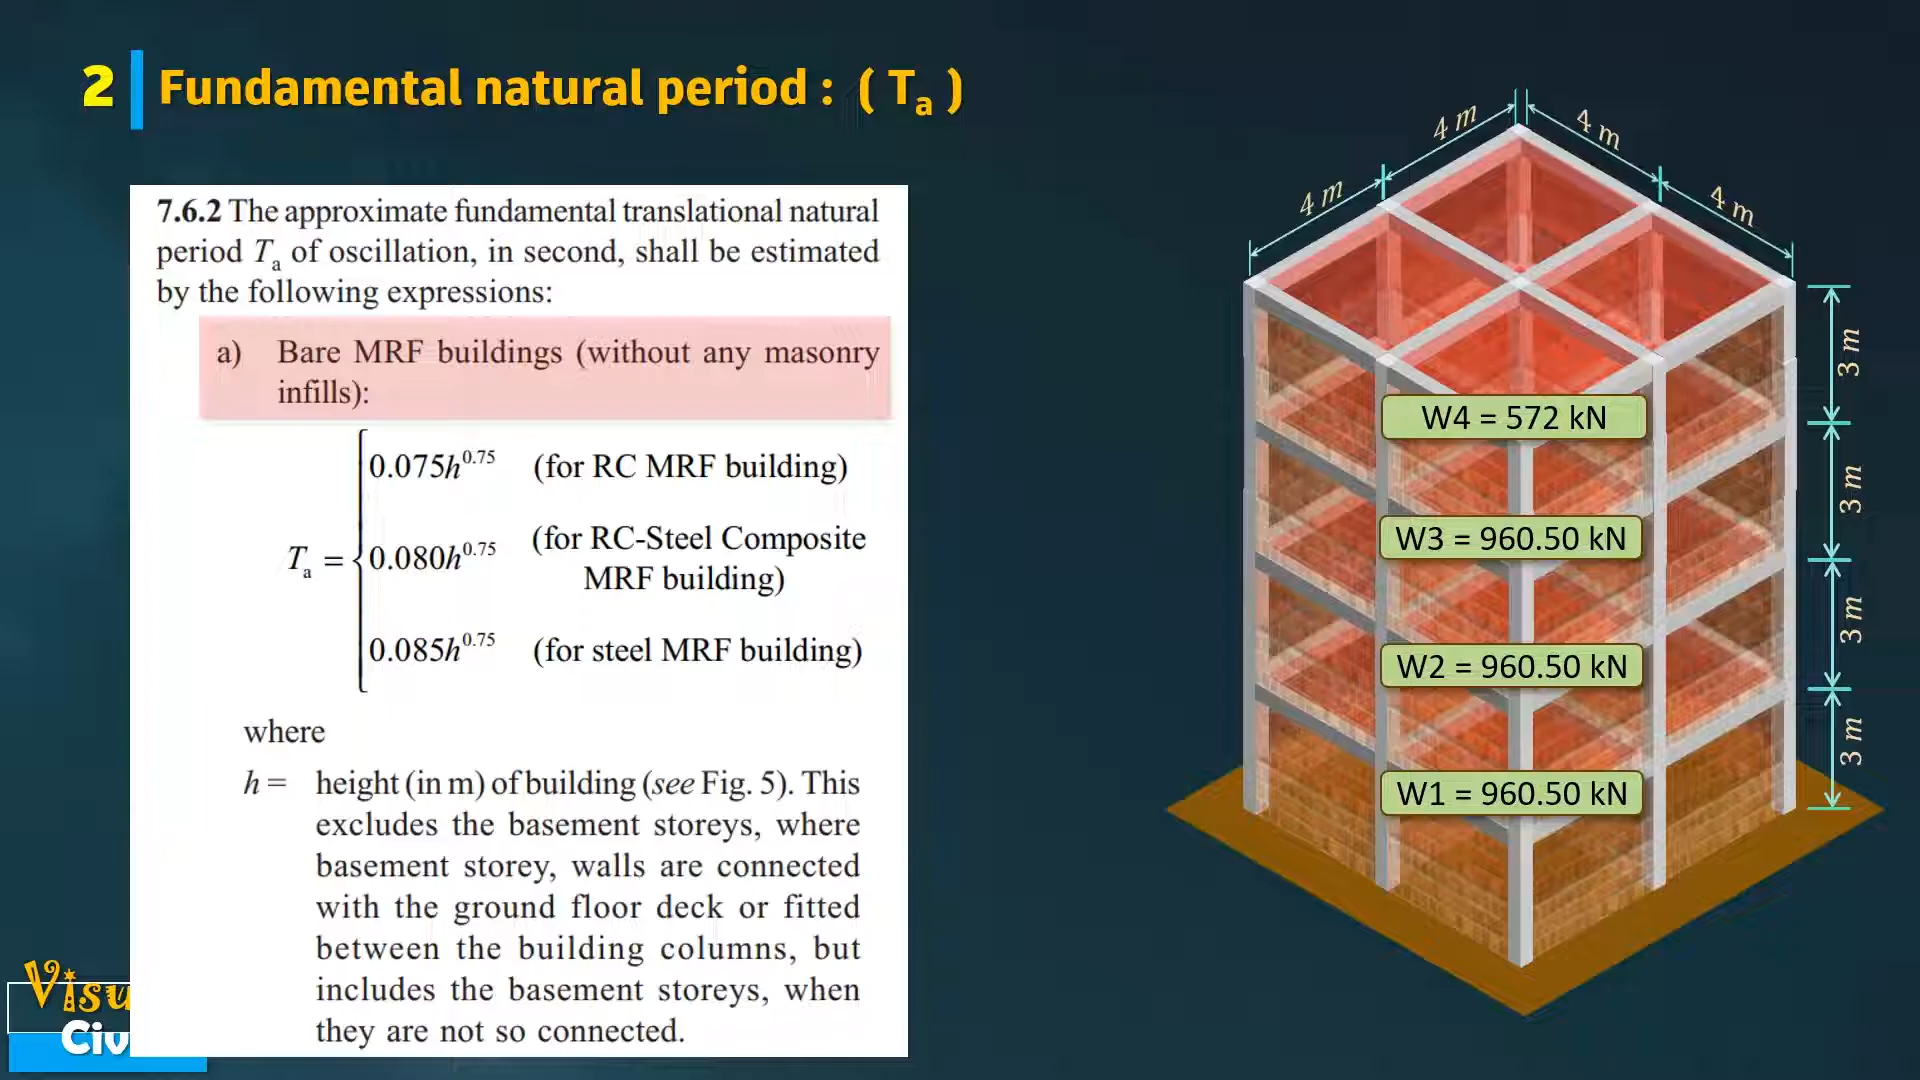 2 Fundamental natural period : ( Ta )
7.6.2 The approximate fundamental translational natural
period Ta of oscillation, in second, shall be estimated
by the following expressions:
a) Bare MRF buildings (without any masonry
infills):
0.075h^0.75 (for RC MRF building)
Ta = 0.080h^0.75 (for RC-Steel Composite
MRF building)
0.085h^0.75 (for steel MRF building)
where
h = height (in m) of building (see Fig. 5). This
excludes the basement storeys, where
basement storey, walls are connected
with the ground floor deck or fitted
between the building columns, but
includes the basement storeys, when
they are not so connected.
Visu
Civ
4 m
4 m
4 m
4 m
3 m
3 m
3 m
3 m
W4 = 572 kN
W3 = 960.50 kN
W2 = 960.50 kN
W1 = 960.50 kN